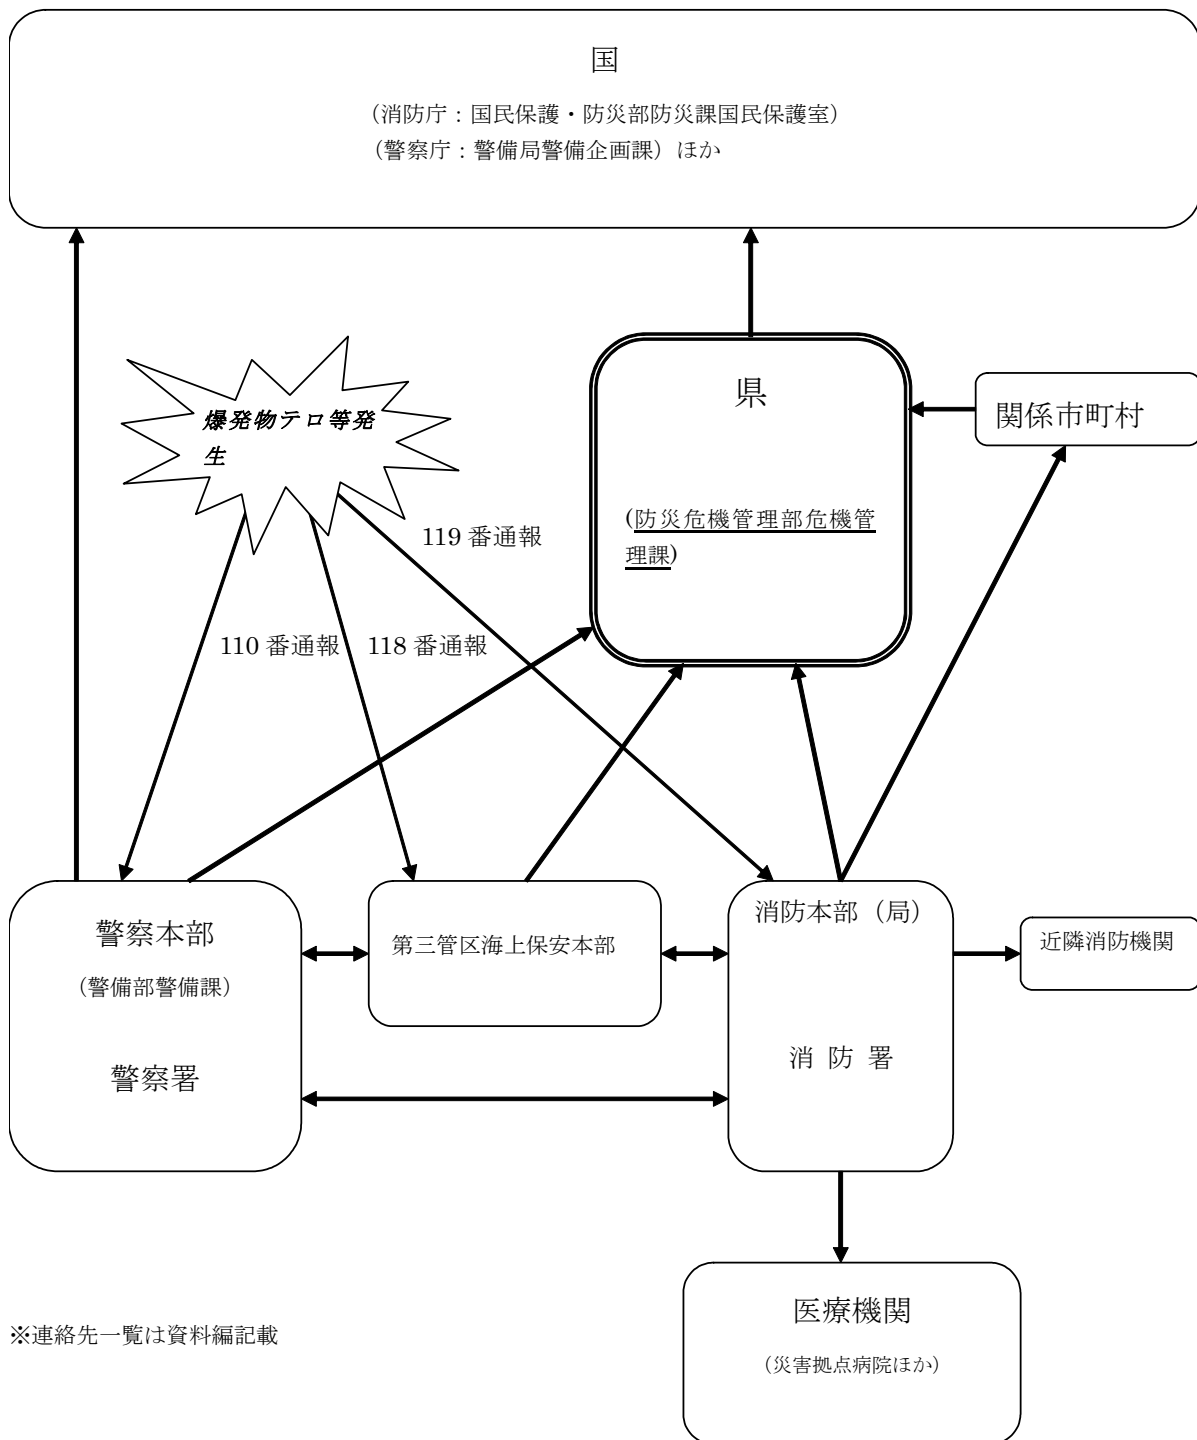 国
（消防庁：国民保護・防災部防災課国民保護室）
（警察庁：警備局警備企画課）ほか
爆発物テロ等発
生
県
(防災危機管理部危機管
理課)
関係市町村
119 番通報
110 番通報
118 番通報
警察本部
（警備部警備課）
警察署
第三管区海上保安本部
消防本部（局）
消 防 署
近隣消防機関
医療機関
（災害拠点病院ほか）
※連絡先一覧は資料編記載